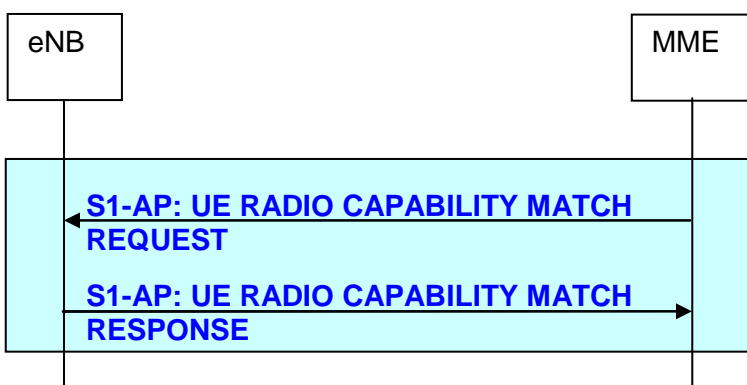 eNB
MME
S1-AP: UE RADIO CAPABILITY MATCH
REQUEST
S1-AP: UE RADIO CAPABILITY MATCH
RESPONSE